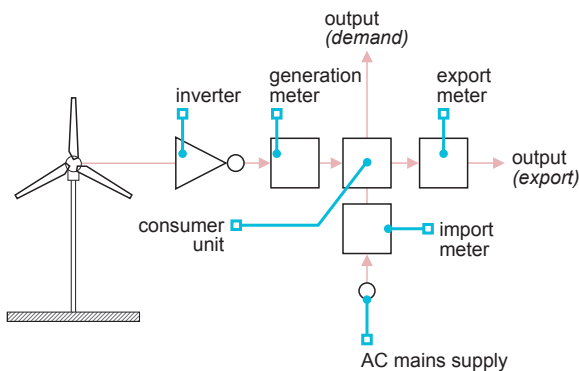 output
(demand)
inverter
generation
meter
export
meter
output
(export)
consumer
unit
import
meter
AC mains supply